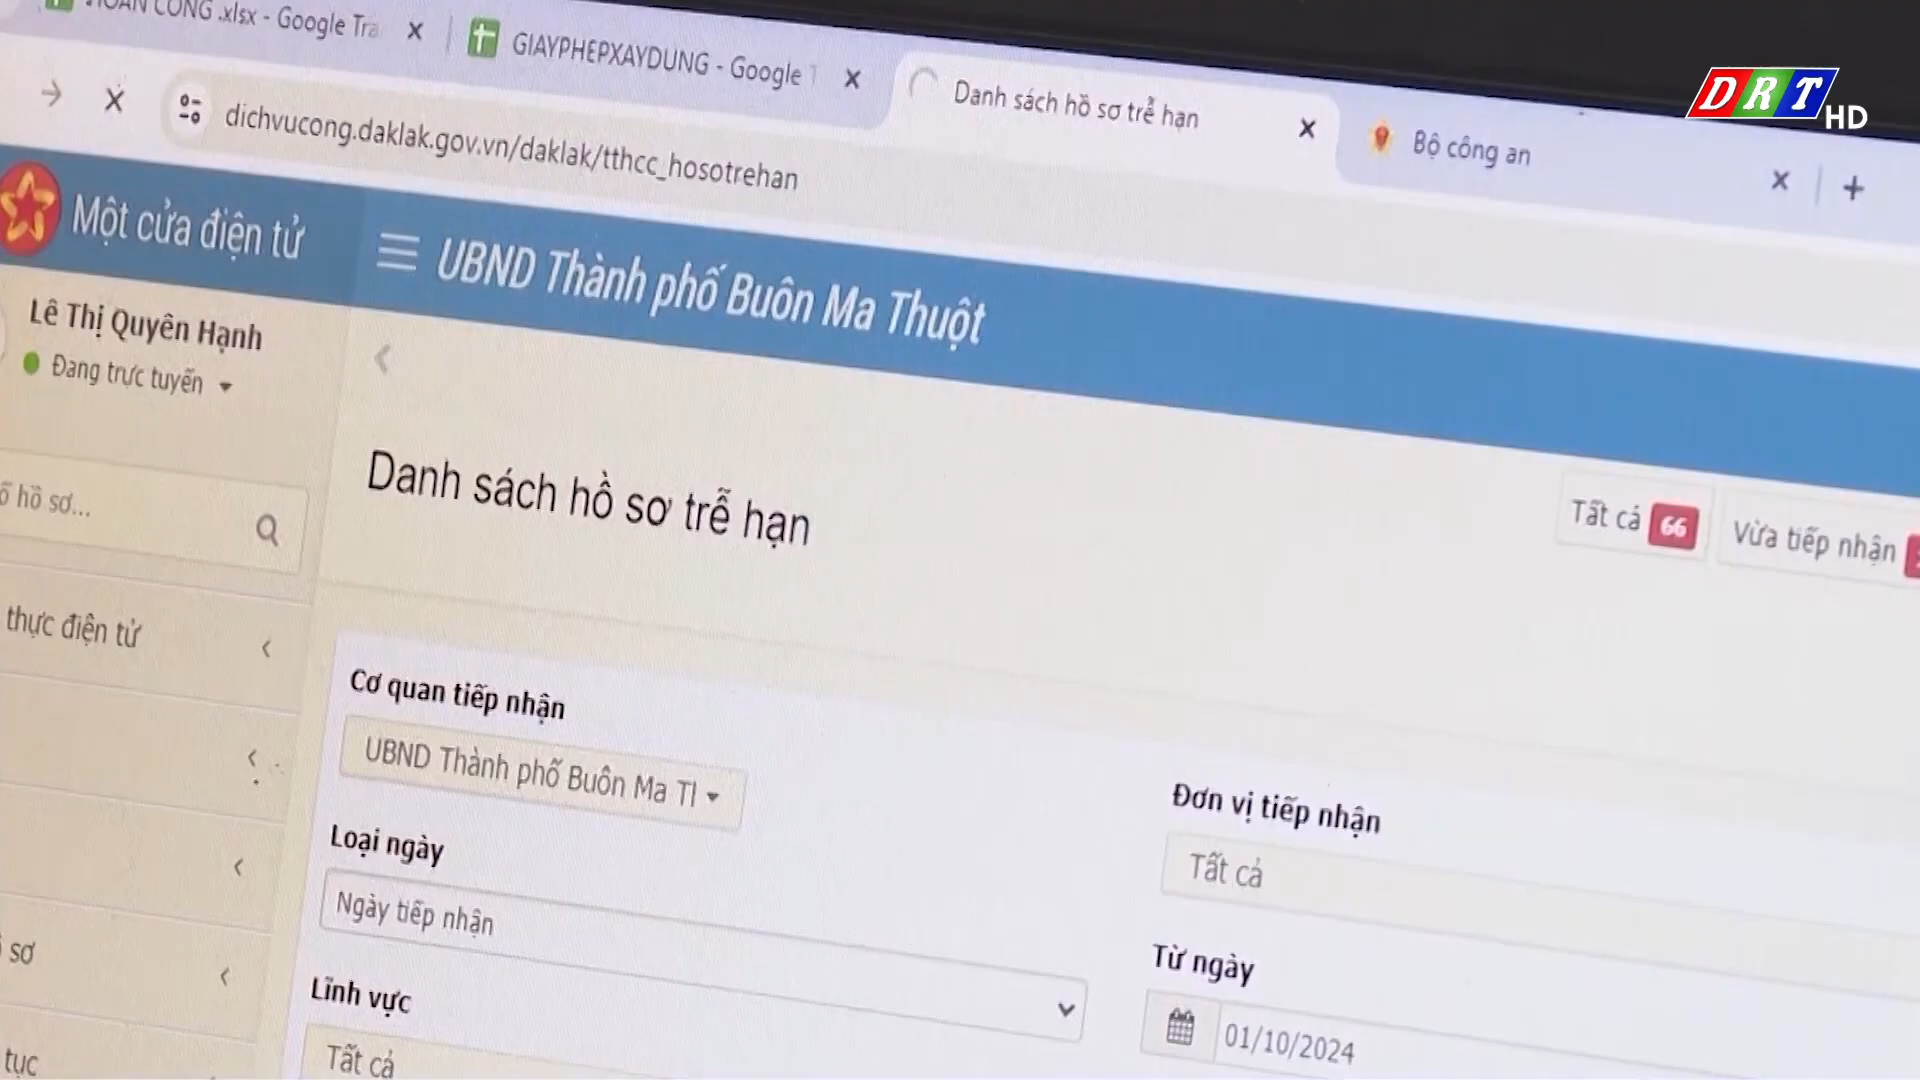 HOAN CONG .xlsx - Google Tra
GIAYPHEPXAYDUNG - Google T
Danh sách hồ sơ trễ hạn
Bộ công an
DRT HD
dichvucong.daklak.gov.vn/daklak/tthcc_hosotrehan
Một cửa điện tử
UBND Thành phố Buôn Ma Thuột
Lê Thị Quyên Hạnh
Đang trực tuyến
Danh sách hồ sơ trễ hạn
Tất cả 66
Vừa tiếp nhận
ố hồ sơ...
thực điện tử
Cơ quan tiếp nhận
UBND Thành phố Buôn Ma Tl
Đơn vị tiếp nhận
Tất cả
Loại ngày
Ngày tiếp nhận
Từ ngày
01/10/2024
sơ
Lĩnh vực
Tất cả
tục